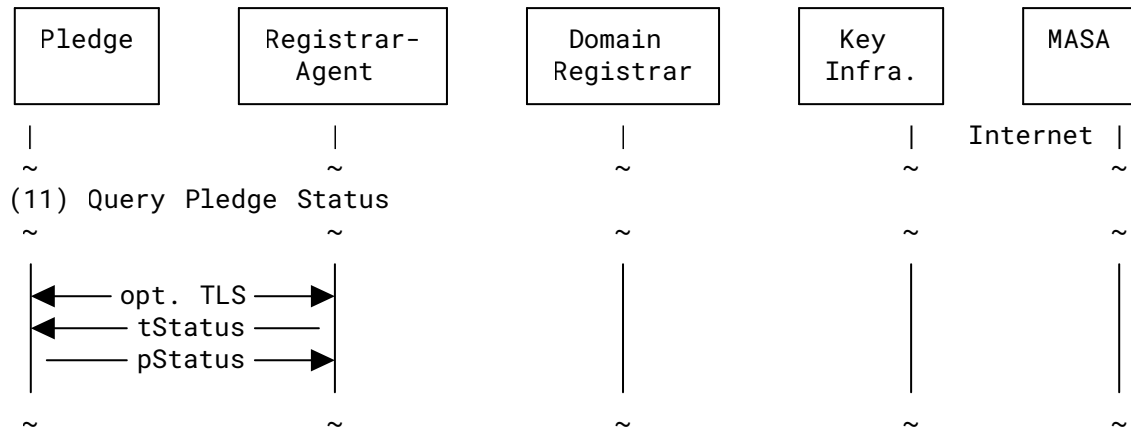 Pledge Registrar- Domain Key MASA
Agent Registrar Infra.
| | | | Internet |
~ ~ ~ ~ ~
(11) Query Pledge Status
~ ~ ~ ~ ~
opt. TLS
tStatus
pStatus
~ ~ ~ ~ ~